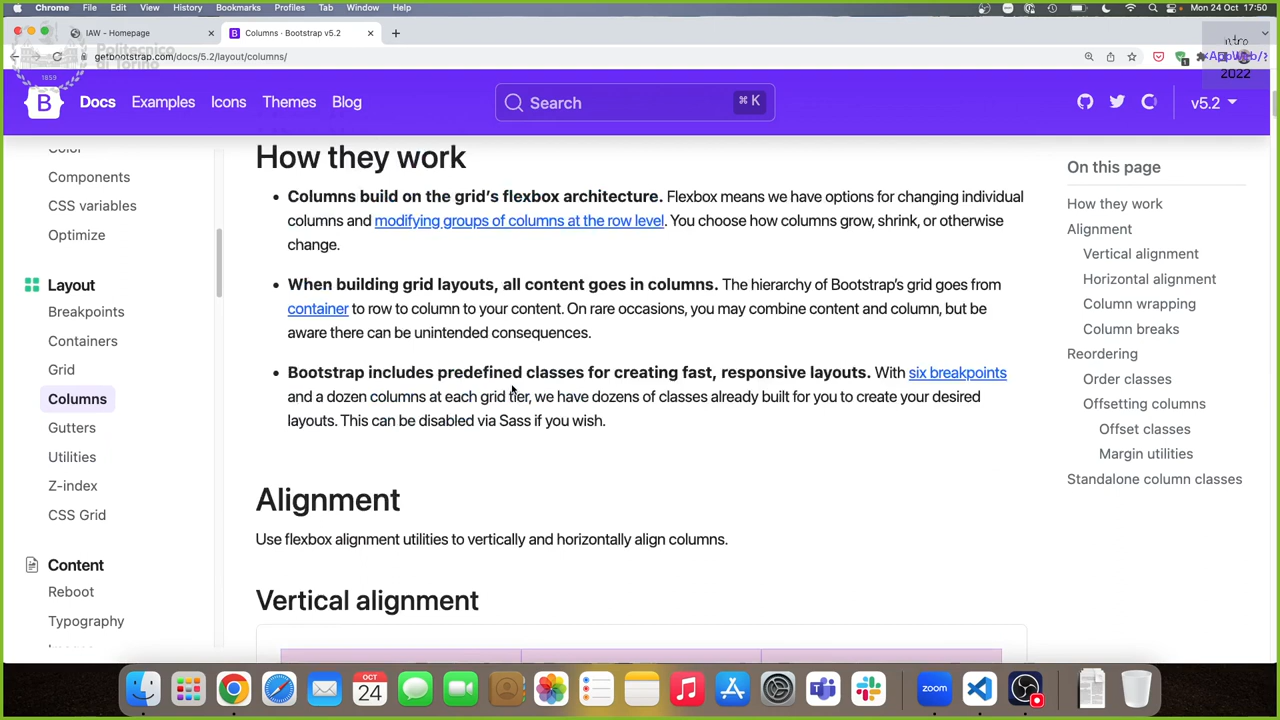 Chrome File Edit View History Bookmarks Profiles Tab Window Help
Mon 24 Oct 17:50
IAW - Homepage
Columns · Bootstrap v5.2
getbootstrap.com/docs/5.2/layout/columns/
Politecnico
di Torino
1859
intro
<AppWeb/>
2022
B
Docs
Examples
Icons
Themes
Blog
Search
⌘ K
v5.2
Color
Components
CSS variables
Optimize
Layout
Breakpoints
Containers
Grid
Columns
Gutters
Utilities
Z-index
CSS Grid
Content
Reboot
Typography
How they work
• Columns build on the grid’s flexbox architecture. Flexbox means we have options for changing individual
columns and modifying groups of columns at the row level. You choose how columns grow, shrink, or otherwise
change.
• When building grid layouts, all content goes in columns. The hierarchy of Bootstrap’s grid goes from
container to row to column to your content. On rare occasions, you may combine content and column, but be
aware there can be unintended consequences.
• Bootstrap includes predefined classes for creating fast, responsive layouts. With six breakpoints
and a dozen columns at each grid tier, we have dozens of classes already built for you to create your desired
layouts. This can be disabled via Sass if you wish.
Alignment
Use flexbox alignment utilities to vertically and horizontally align columns.
Vertical alignment
On this page
How they work
Alignment
Vertical alignment
Horizontal alignment
Column wrapping
Column breaks
Reordering
Order classes
Offsetting columns
Offset classes
Margin utilities
Standalone column classes
OCT
24
zoom